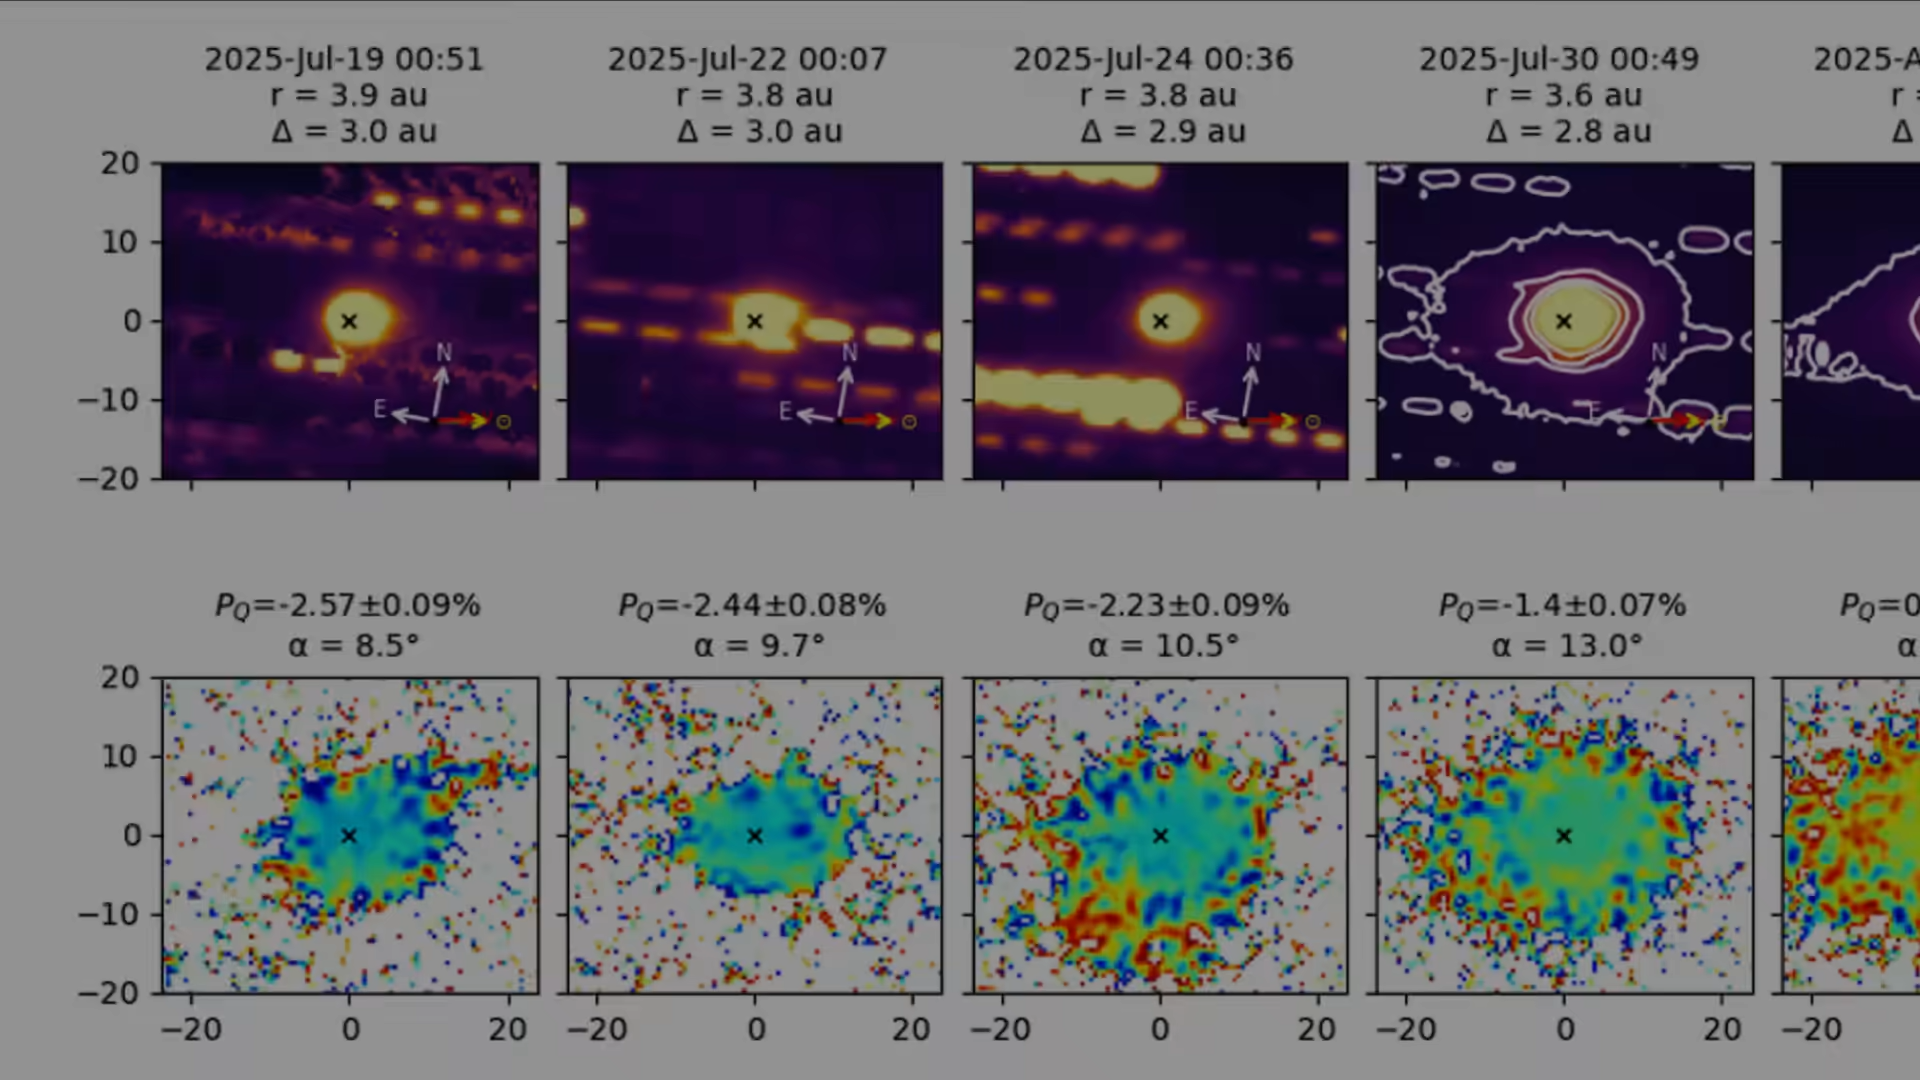 2025-Jul-19 00:51
r = 3.9 au
Δ = 3.0 au
2025-Jul-22 00:07
r = 3.8 au
Δ = 3.0 au
2025-Jul-24 00:36
r = 3.8 au
Δ = 2.9 au
2025-Jul-30 00:49
r = 3.6 au
Δ = 2.8 au
2025-A
r =
Δ
20
10
0
−10
−20
N
E
N
E
N
E
N
E
P_Q=-2.57±0.09%
α = 8.5°
P_Q=-2.44±0.08%
α = 9.7°
P_Q=-2.23±0.09%
α = 10.5°
P_Q=-1.4±0.07%
α = 13.0°
P_Q=0
α
20
10
0
−10
−20
−20 0 20
−20 0 20
−20 0 20
−20 0 20
−20